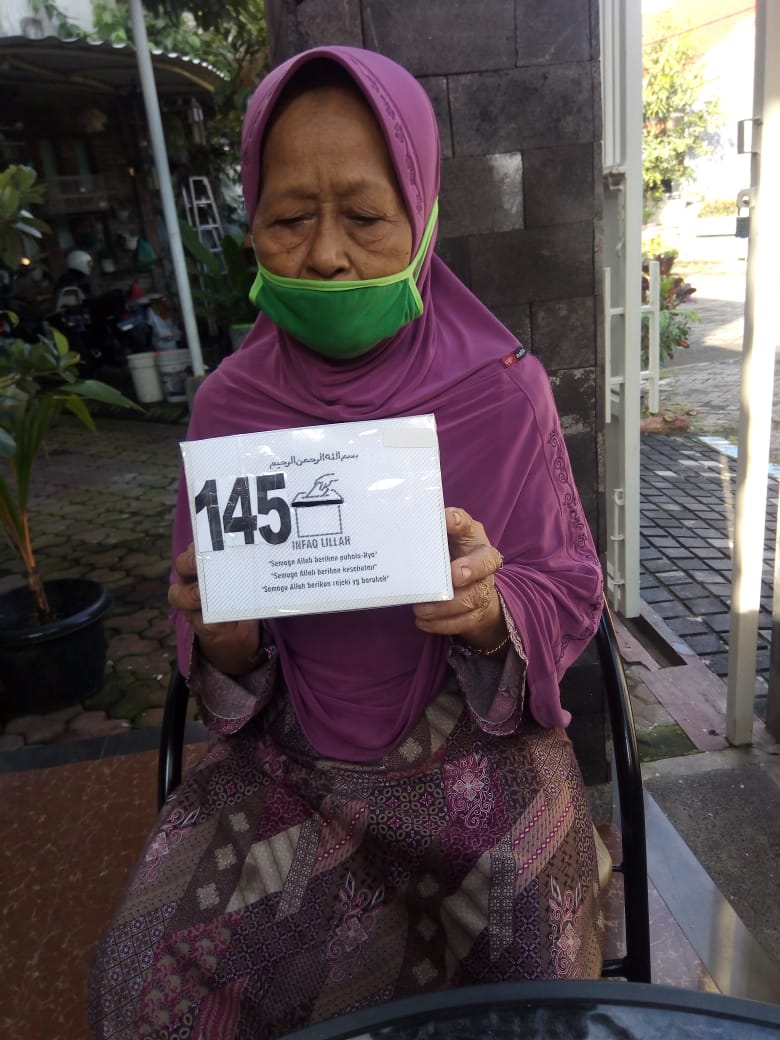 بسم الله الرحمن الرحيم
145
INFAQ LILLAH
"Semoga Allah berikan pahala-Nya"
"Semoga Allah berikan kesehatan"
"Semoga Allah berikan rejeki yg barokah"